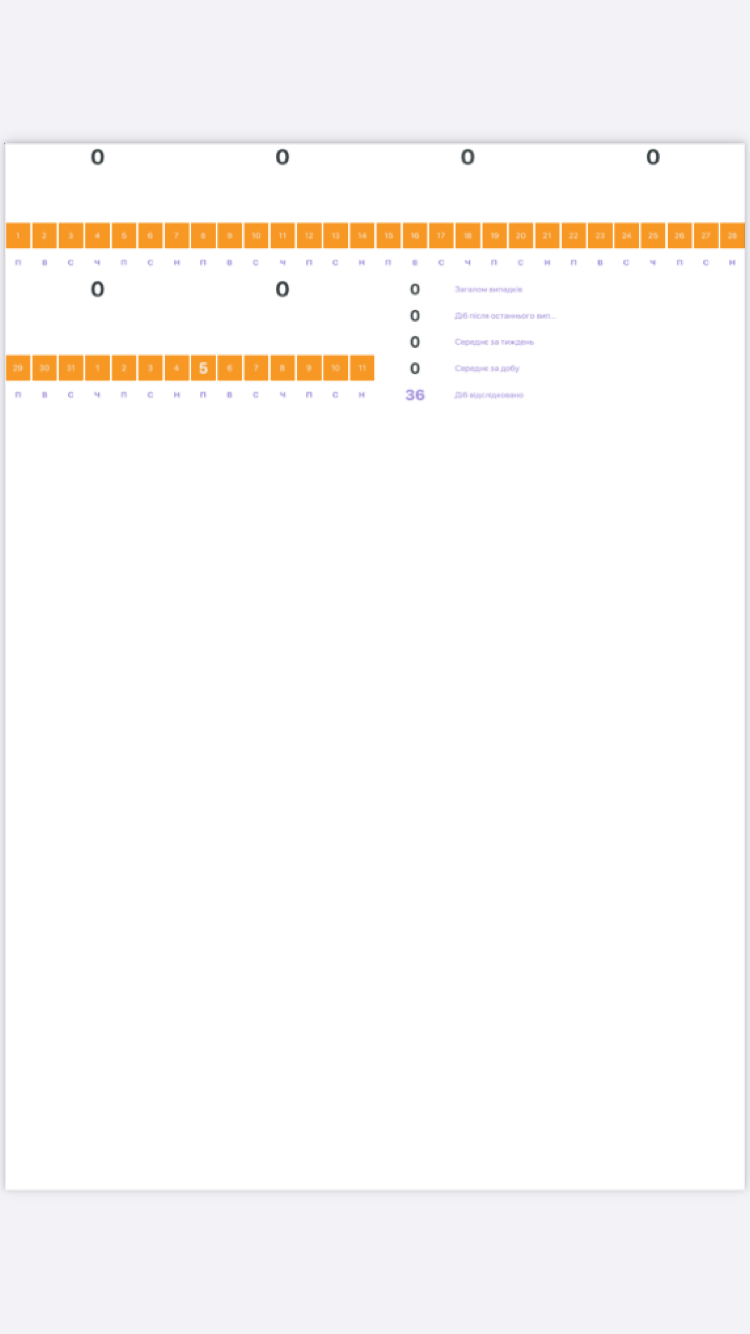 0 0 0 0
1 2 3 4 5 6 7 8 9 10 11 12 13 14 15 16 17 18 19 20 21 22 23 24 25 26 27 28
П В С Ч П С Н П В С Ч П С Н П В С Ч П С Н П В С Ч П С Н
0 0
29 30 31 1 2 3 4 5 6 7 8 9 10 11
П В С Ч П С Н П В С Ч П С Н
0 Загалом випадків
0 Діб після останнього вип...
0 Середнє за тиждень
0 Середнє за добу
36 Діб відслідковано